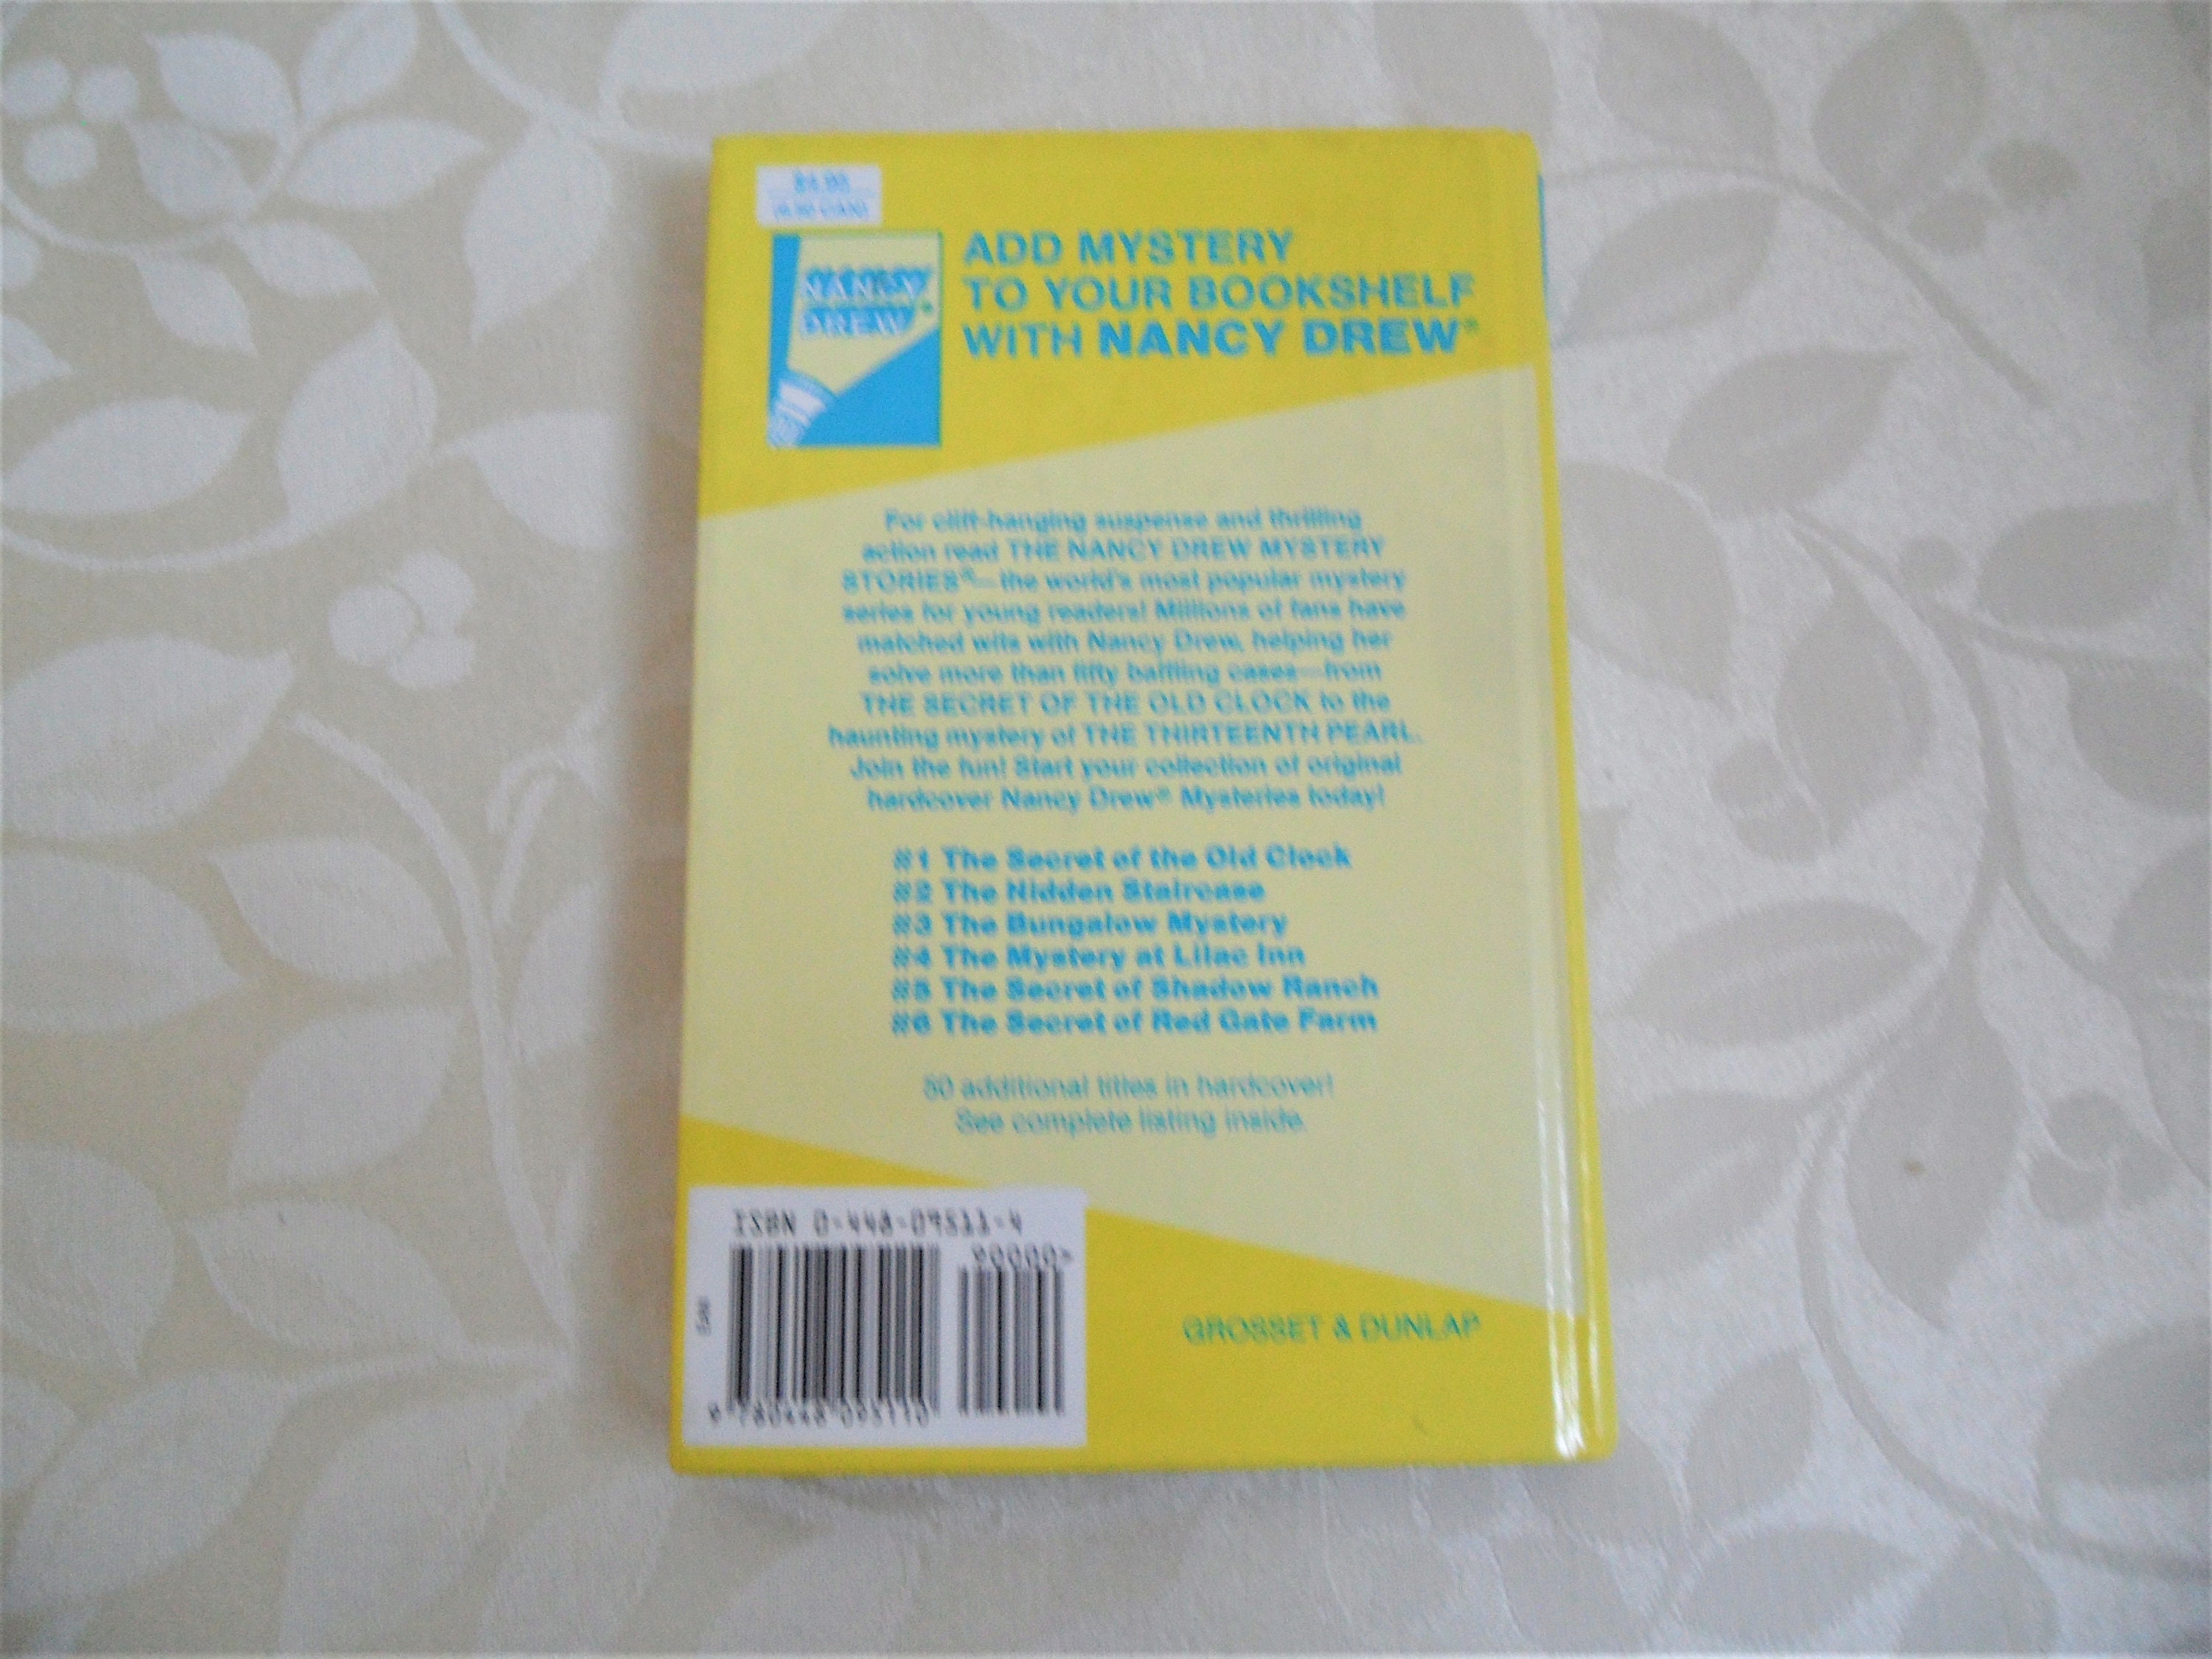 $4.95
NANCY
DREW®
ADD MYSTERY
TO YOUR BOOKSHELF
WITH NANCY DREW®
For cliff-hanging suspense and thrilling
action read THE NANCY DREW MYSTERY
STORIES®—the world's most popular mystery
series for young readers! Millions of fans have
matched wits with Nancy Drew, helping her
solve more than fifty baffling cases—from
THE SECRET OF THE OLD CLOCK to the
haunting mystery of THE THIRTEENTH PEARL.
Join the fun! Start your collection of original
hardcover Nancy Drew® Mysteries today!
#1 The Secret of the Old Clock
#2 The Hidden Staircase
#3 The Bungalow Mystery
#4 The Mystery at Lilac Inn
#5 The Secret of Shadow Ranch
#6 The Secret of Red Gate Farm
50 additional titles in hardcover!
See complete listing inside.
ISBN 0-448-09511-4
90000>
9 780448 095110
GROSSET & DUNLAP